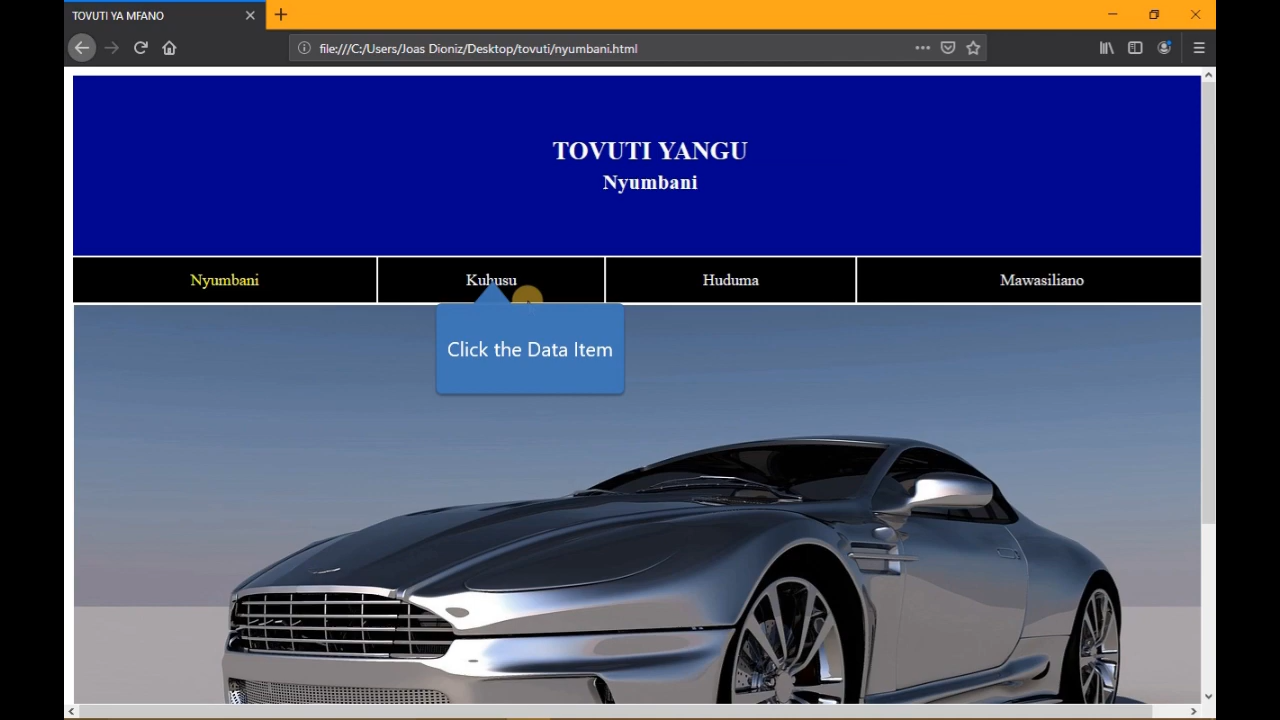 TOVUTI YA MFANO
file:///C:/Users/Joas Dioniz/Desktop/tovuti/nyumbani.html
TOVUTI YANGU
Nyumbani
Nyumbani Kuhusu Huduma Mawasiliano
Click the Data Item